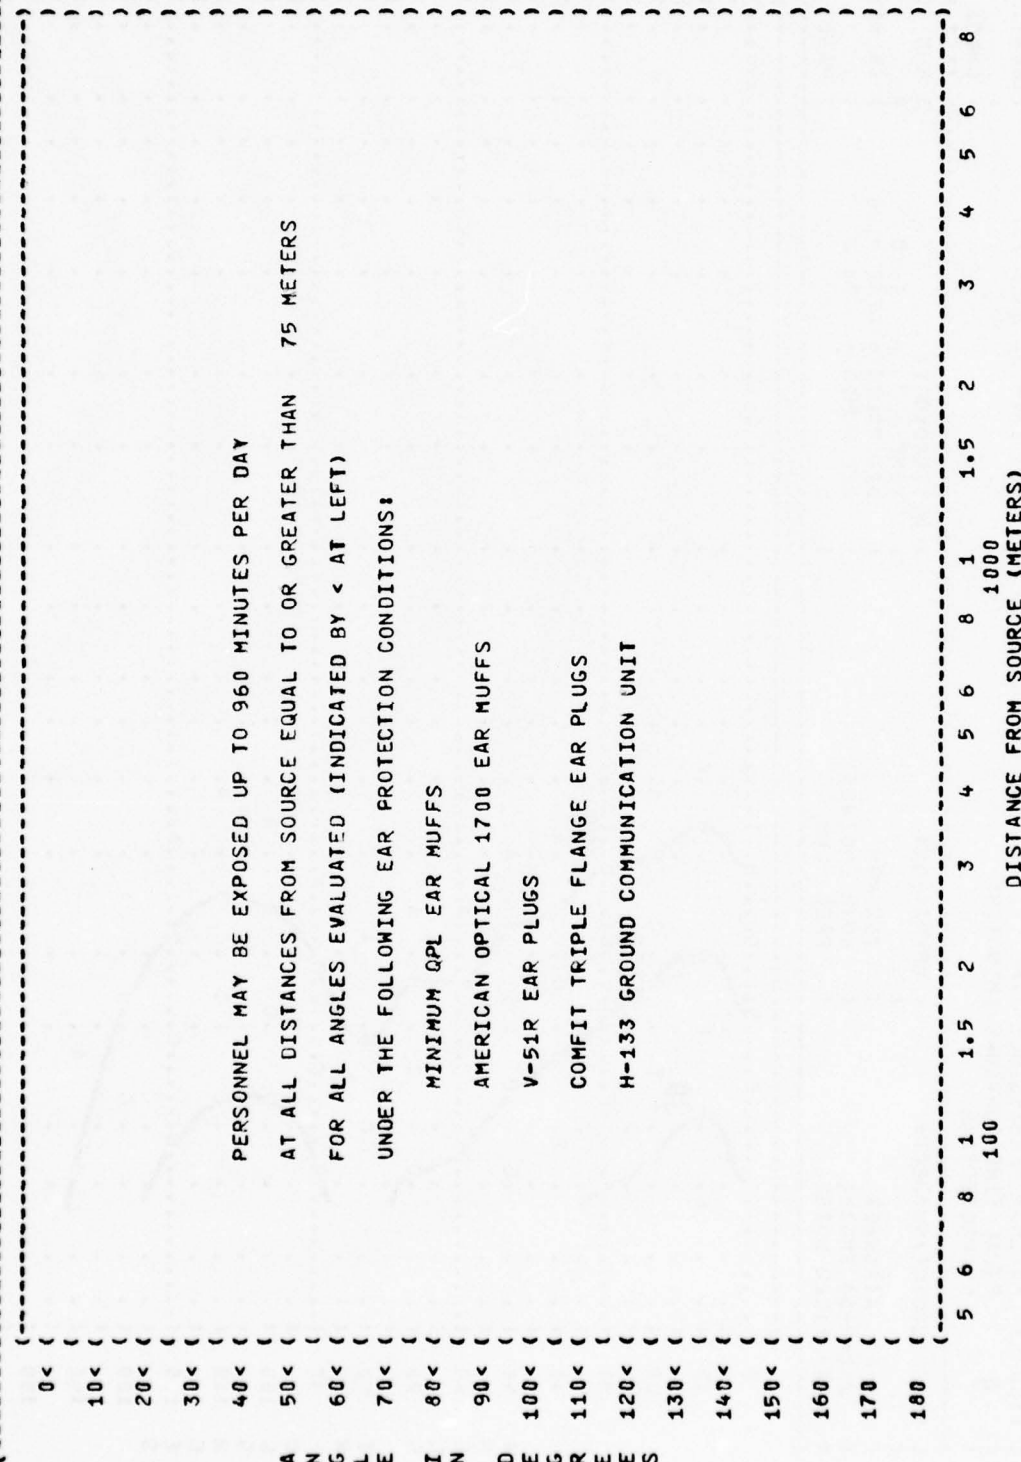 PERSONNEL MAY BE EXPOSED UP TO 960 MINUTES PER DAY
AT ALL DISTANCES FROM SOURCE EQUAL TO OR GREATER THAN 75 METERS
FOR ALL ANGLES EVALUATED (INDICATED BY < AT LEFT)
UNDER THE FOLLOWING EAR PROTECTION CONDITIONS:
MINIMUM QPL EAR MUFFS
AMERICAN OPTICAL 1700 EAR MUFFS
V-51R EAR PLUGS
COMFIT TRIPLE FLANGE EAR PLUGS
H-133 GROUND COMMUNICATION UNIT
0<
10<
20<
30<
40<
A 50<
N
G 60<
L
E 70<
I 80<
N
90<
D
E 100<
G
R 110<
E
E 120<
S
130<
140<
150<
160
170
180
5 6 8 1 1.5 2 3 4 5 6 8 1 1.5 2 3 4 5 6 8
100 1000
DISTANCE FROM SOURCE (METERS)